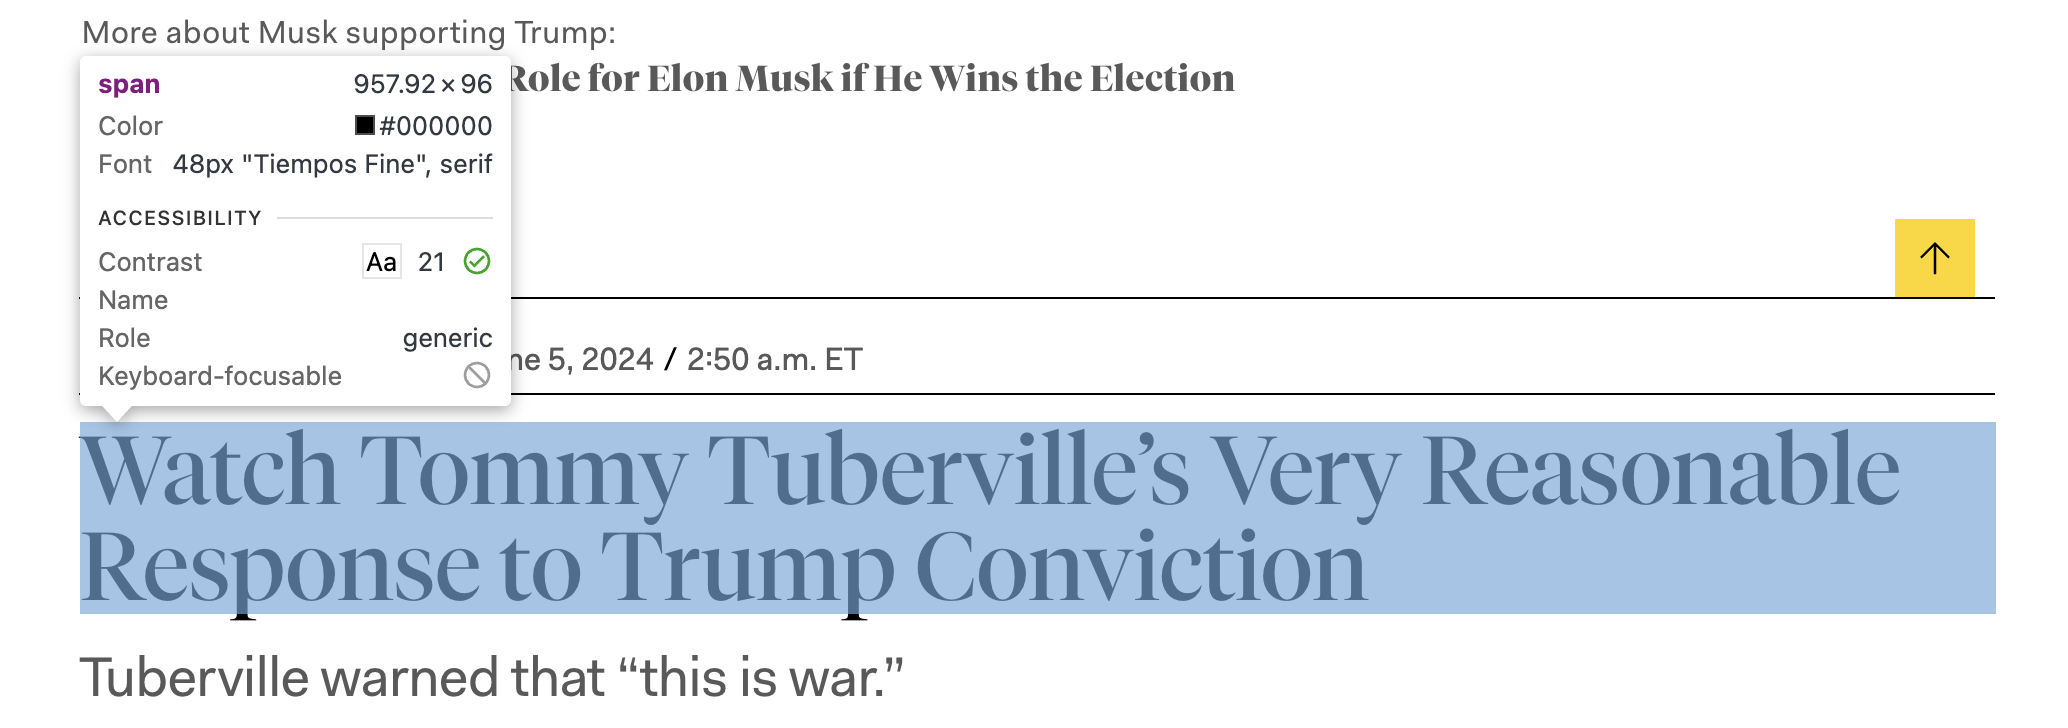 More about Musk supporting Trump:
Role for Elon Musk if He Wins the Election
span 957.92 × 96
Color #000000
Font 48px "Tiempos Fine", serif
ACCESSIBILITY
Contrast Aa 21
Name
Role generic
Keyboard-focusable
5, 2024 / 2:50 a.m. ET
Watch Tommy Tuberville’s Very Reasonable
Response to Trump Conviction
Tuberville warned that “this is war.”